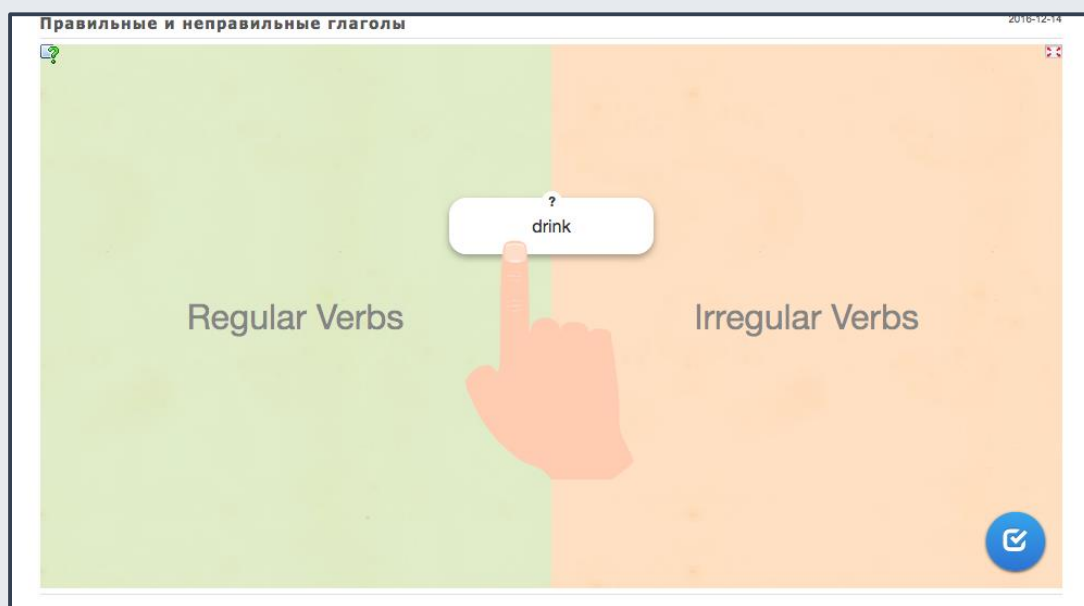 Правильные и неправильные глаголы
2016-12-14
?
drink
Regular Verbs
Irregular Verbs